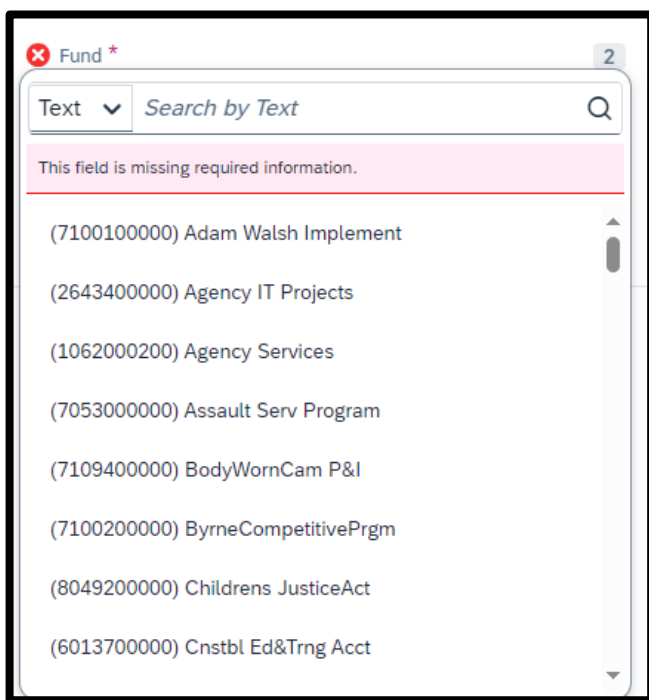 Fund * 2
Text Search by Text
This field is missing required information.
(7100100000) Adam Walsh Implement
(2643400000) Agency IT Projects
(1062000200) Agency Services
(7053000000) Assault Serv Program
(7109400000) BodyWornCam P&I
(7100200000) ByrneCompetitivePrgm
(8049200000) Childrens JusticeAct
(6013700000) Cnstbl Ed&Trng Acct